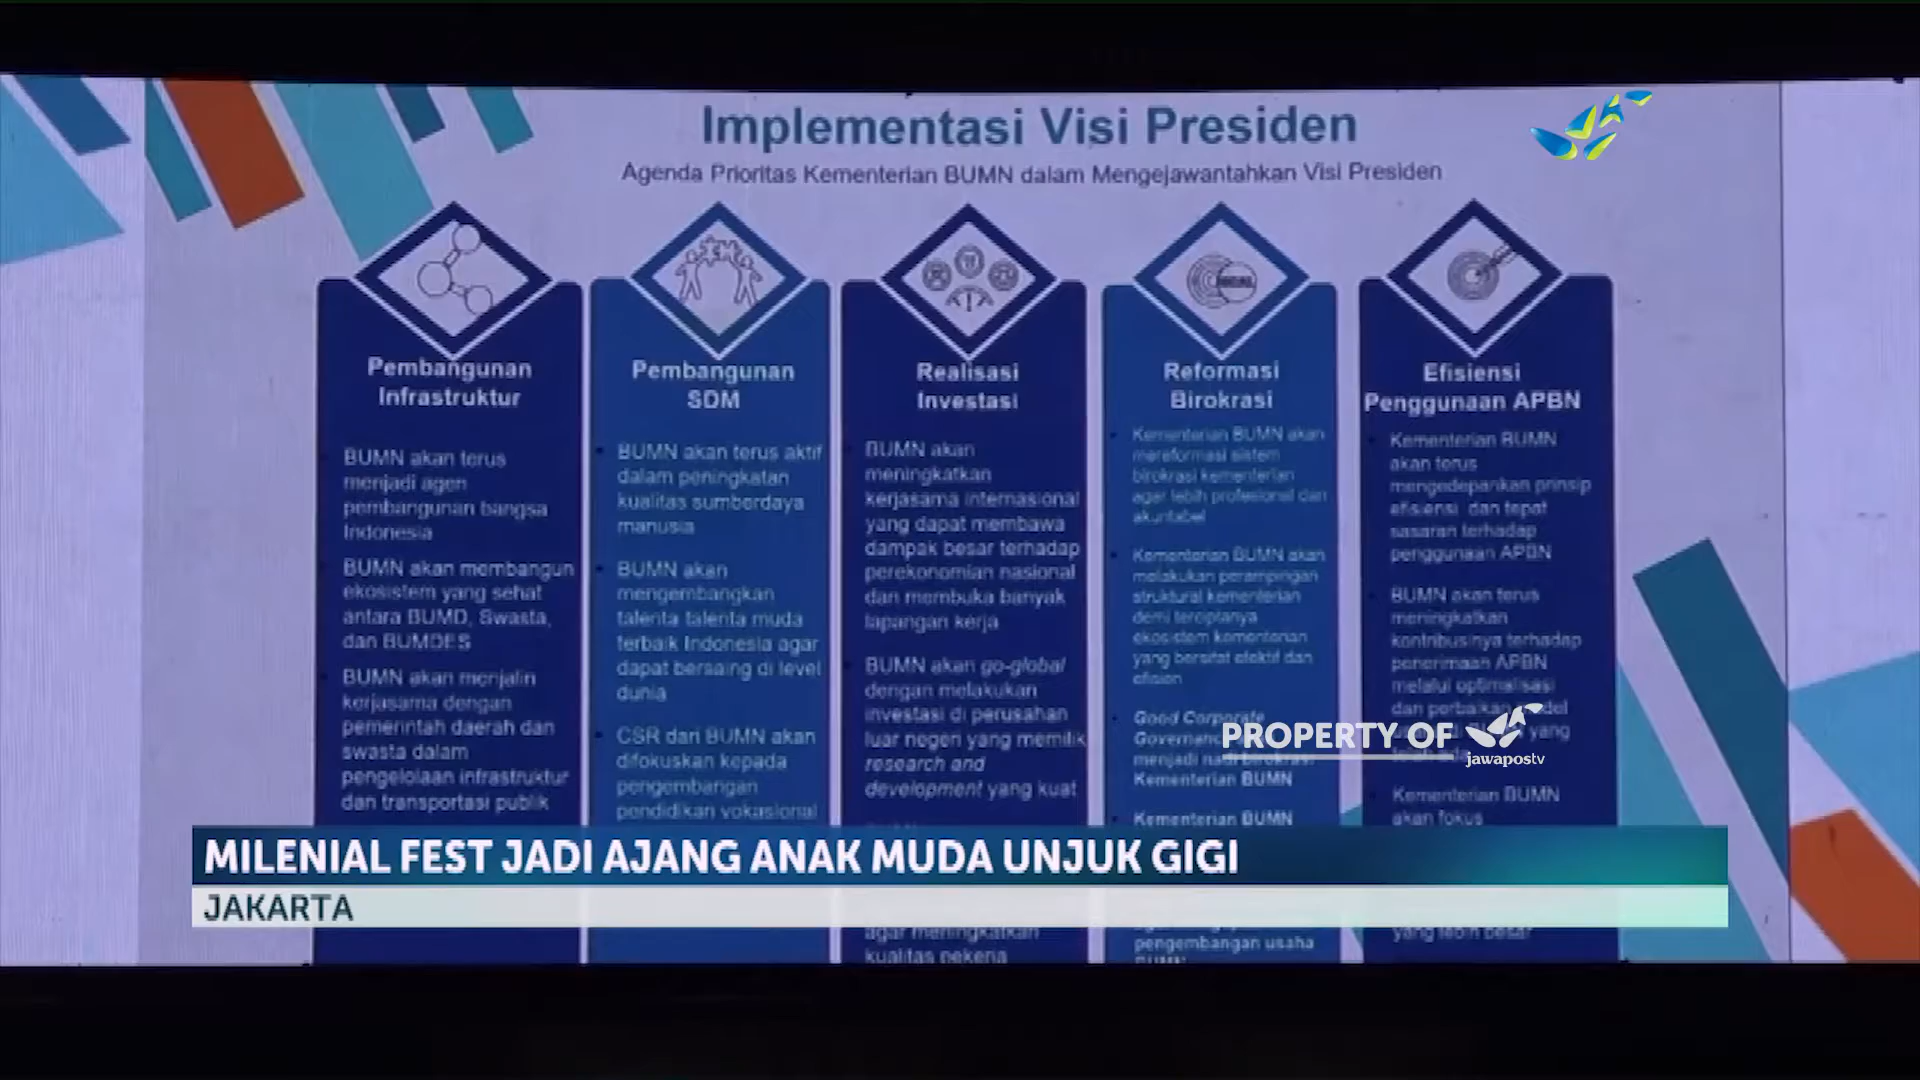 Implementasi Visi Presiden
Agenda Prioritas Kementerian BUMN dalam Mengejawantahkan Visi Presiden
Pembangunan
Infrastruktur
BUMN akan terus
menjadi agen
pembangunan bangsa
Indonesia
BUMN akan membangun
ekosistem yang sehat
antara BUMD, Swasta,
dan BUMDES
BUMN akan menjalin
kerjasama dengan
pemerintah daerah dan
swasta dalam
pengelolaan infrastruktur
dan transportasi publik
Pembangunan
SDM
BUMN akan terus aktif
dalam peningkatan
kualitas sumberdaya
manusia
BUMN akan
mengembangkan
talenta talenta muda
terbaik Indonesia agar
dapat bersaing di level
dunia
CSR dari BUMN akan
difokuskan kepada
pengembangan
pendidikan vokasional
Realisasi
Investasi
BUMN akan
meningkatkan
kerjasama internasional
yang dapat membawa
dampak besar terhadap
perekonomian nasional
dan membuka banyak
lapangan kerja
BUMN akan go-global
dengan melakukan
investasi di perusahan
luar negeri yang memilik
research and
development yang kuat
agar meningkatkan
kualitas pekerja
Reformasi
Birokrasi
Kementerian BUMN akan
mereformasi sistem
birokrasi kementerian
agar lebih profesional dan
akuntabel
Kementerian BUMN akan
melakukan perampingan
struktural kementerian
demi terciptanya
ekosistem kementerian
yang bersifat efektif dan
efisien
Good Corporate
menjadi
Kementerian BUMN
Kementerian BUMN
pengembangan usaha
BUMN
Efisiensi
Penggunaan APBN
Kementerian BUMN
akan terus
mengedepankan prinsip
efisiensi dan tepat
sasaran terhadap
penggunaan APBN
BUMN akan terus
meningkatkan
kontribusinya terhadap
penerimaan APBN
melalui optimalisasi
dan perbaikan
yang
Kementerian BUMN
akan fokus
yang lebih besar
PROPERTY OF
jawapostv
MILENIAL FEST JADI AJANG ANAK MUDA UNJUK GIGI
JAKARTA